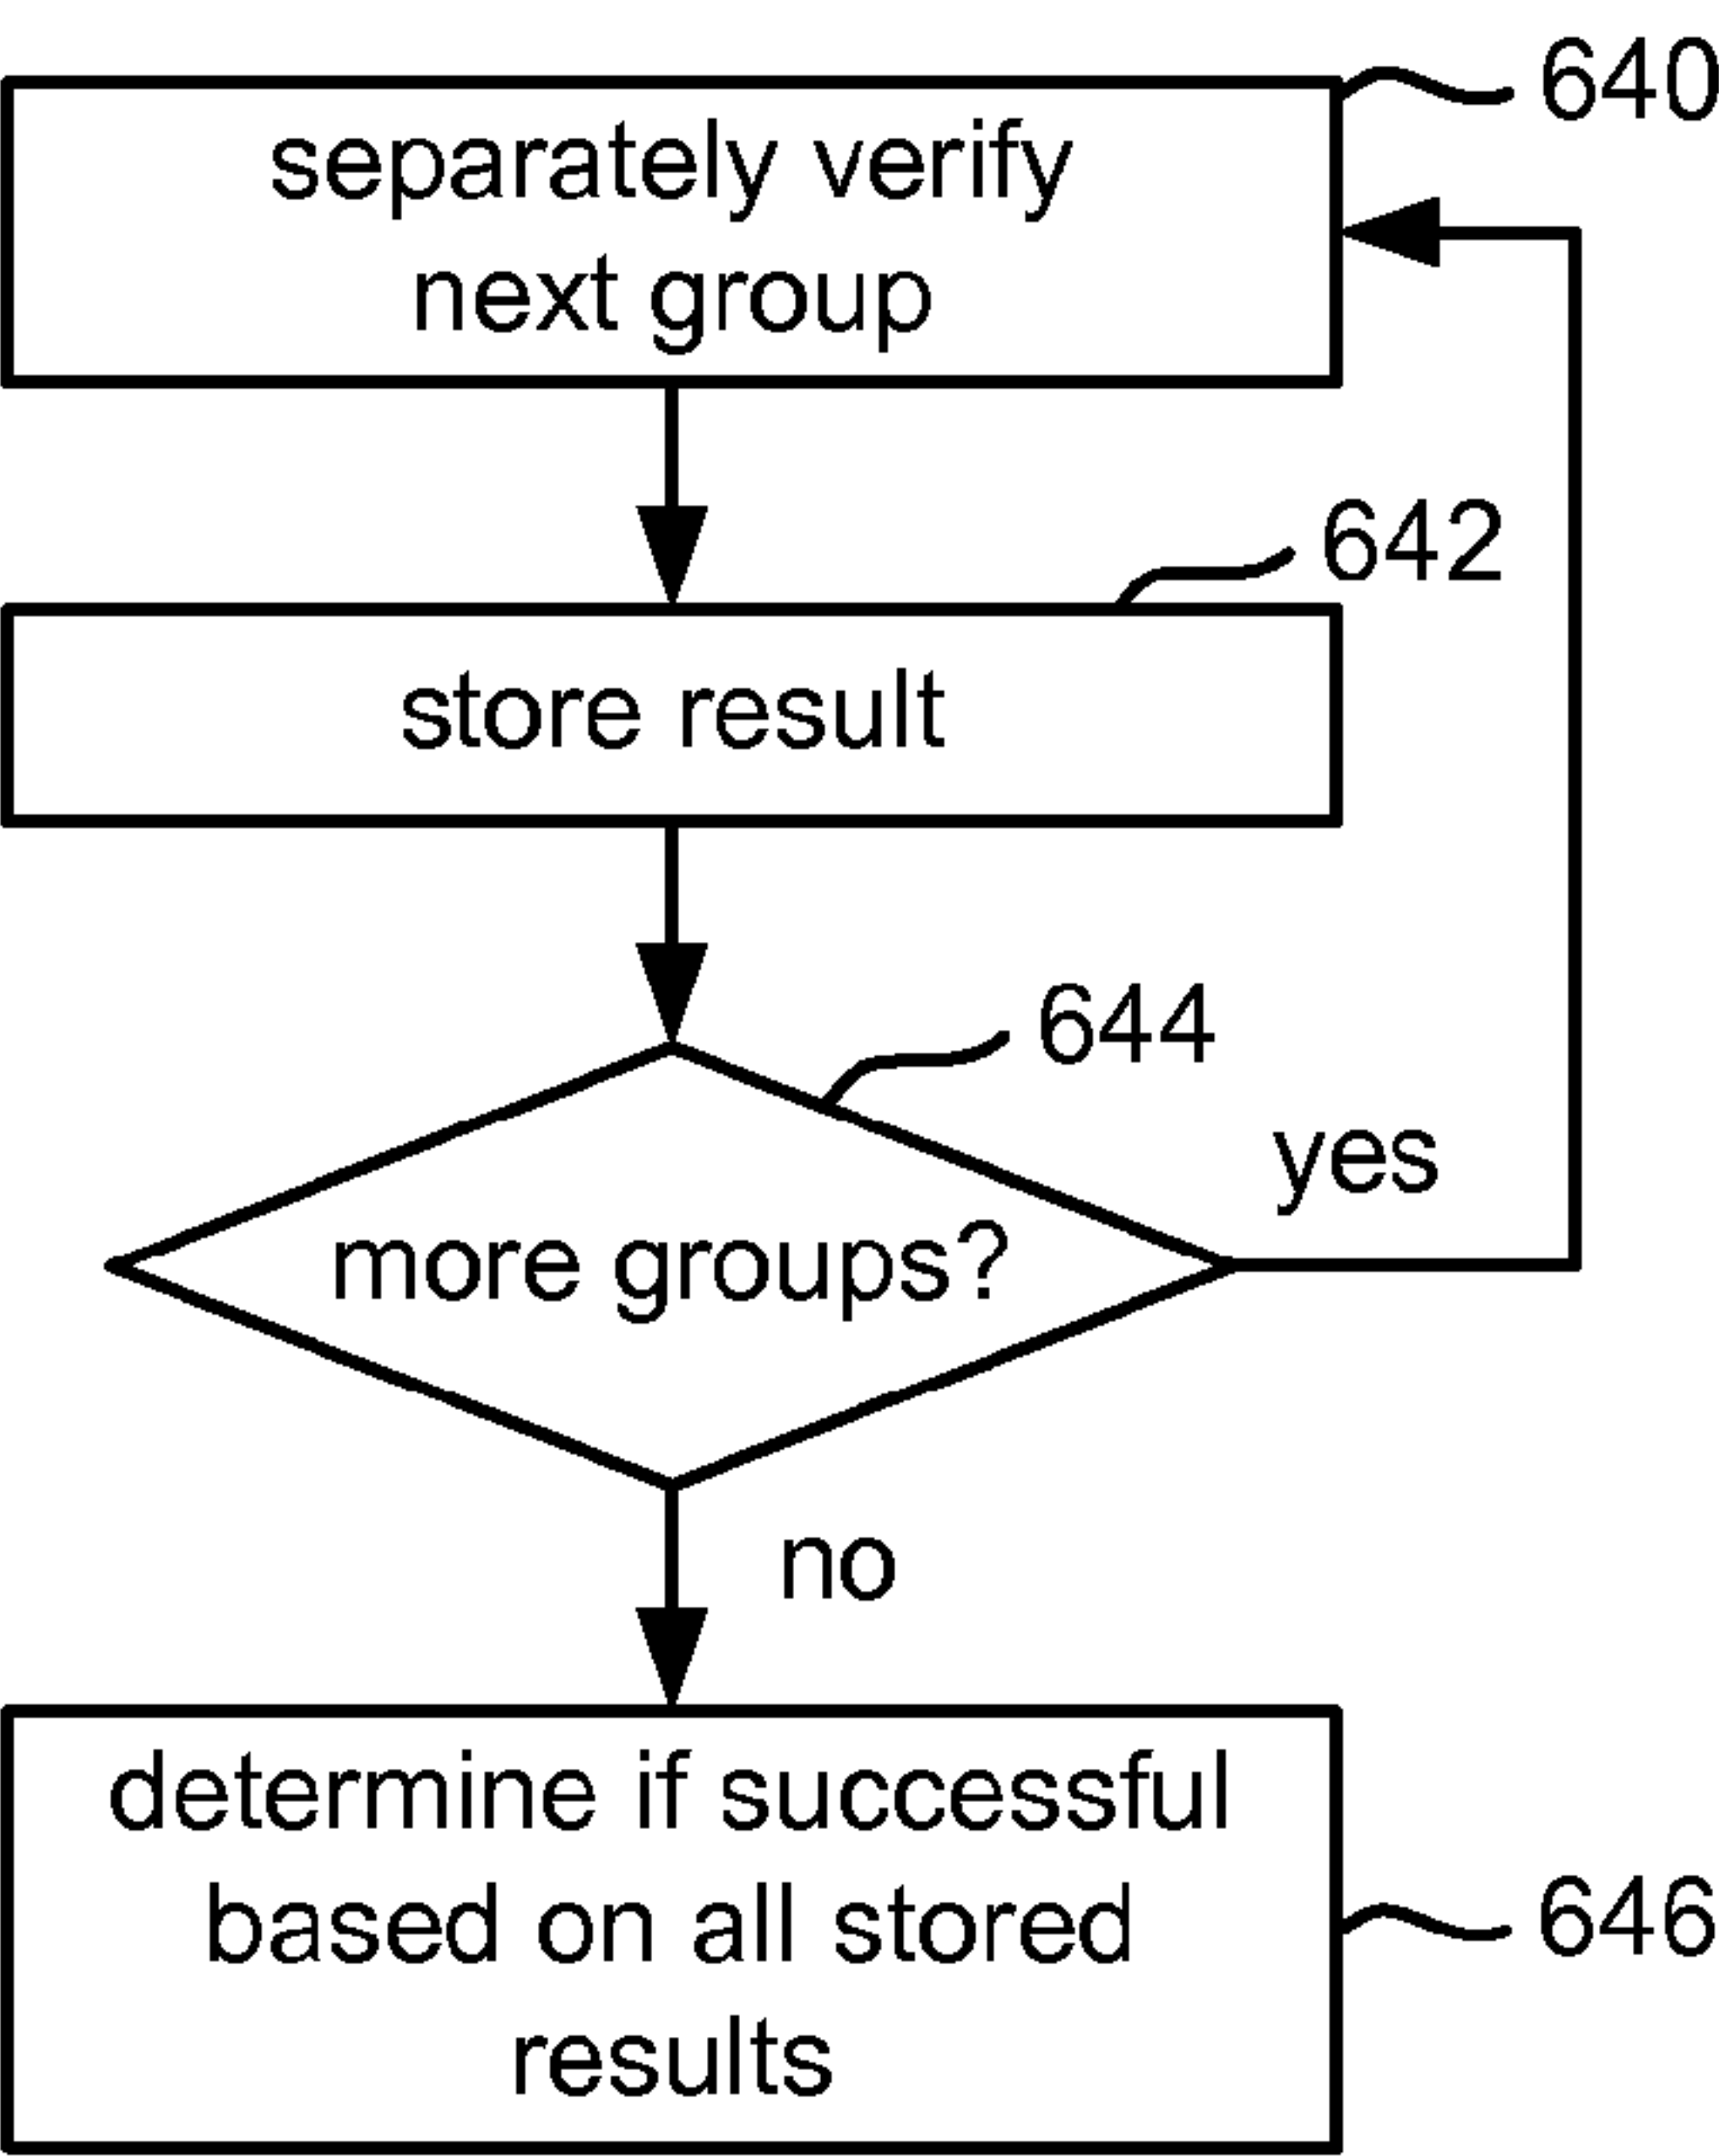 640
separately verify
next group
642
store result
644
yes
more groups?
no
determine if successful
based on all stored
646
results